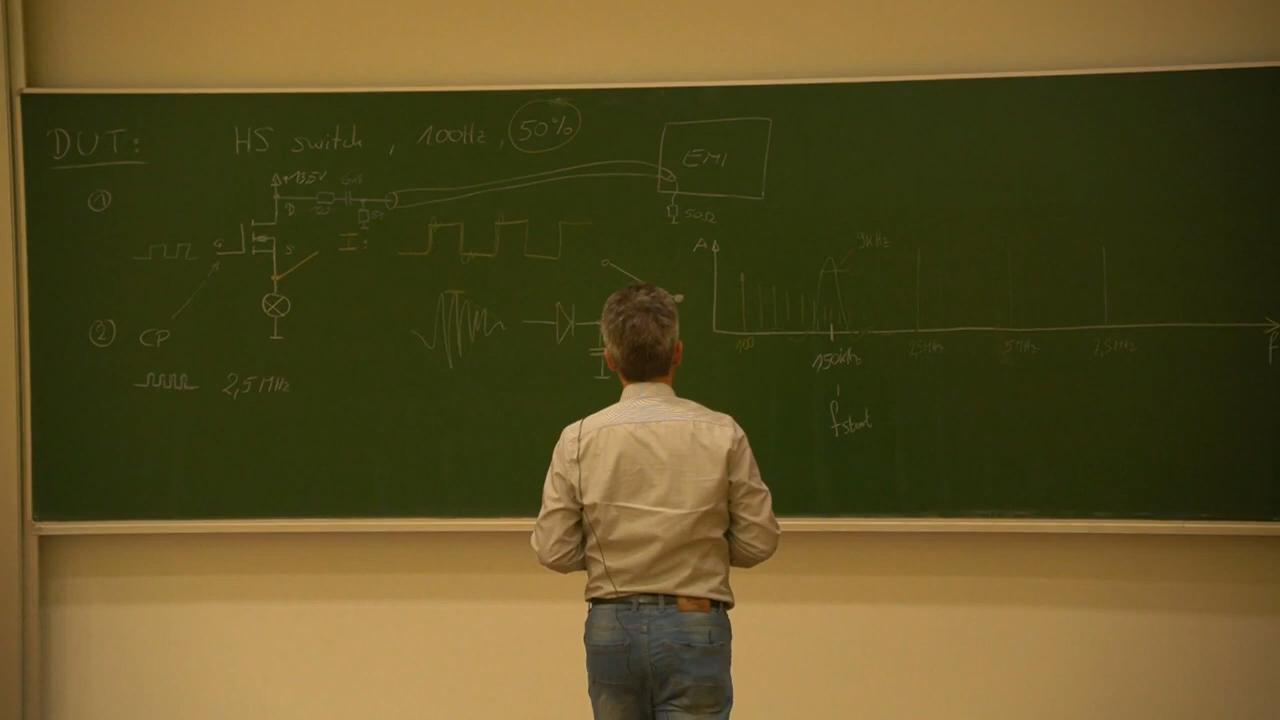 DUT: HS switch, 100Hz, 50%
①
+13,5V
D
EMI
50Ω
G
S
I:
A
9kHz
② CP
100
150kHz
2,5MHz
5MHz
7,5MHz
f
2,5 MHz
fstart